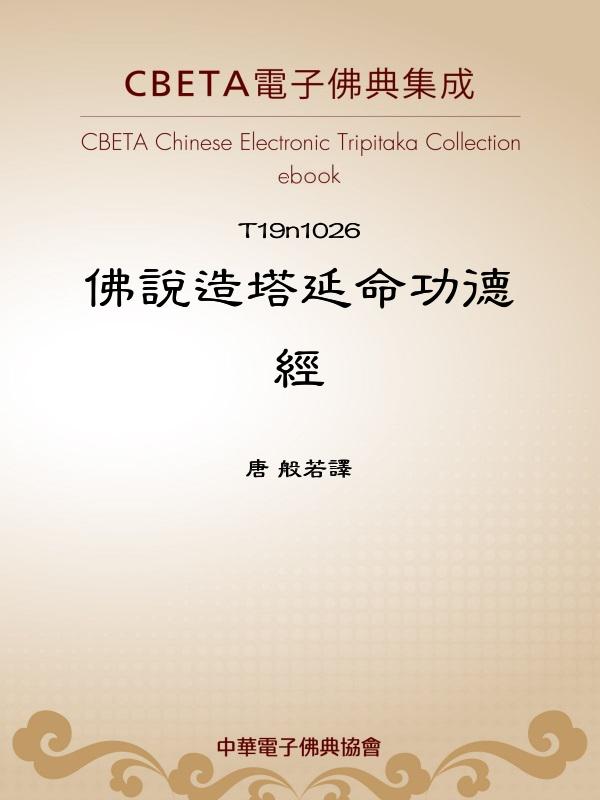 CBETA電子佛典集成
CBETA Chinese Electronic Tripitaka Collection
ebook
T19n1026
佛說造塔延命功德
經
唐 般若譯
中華電子佛典協會